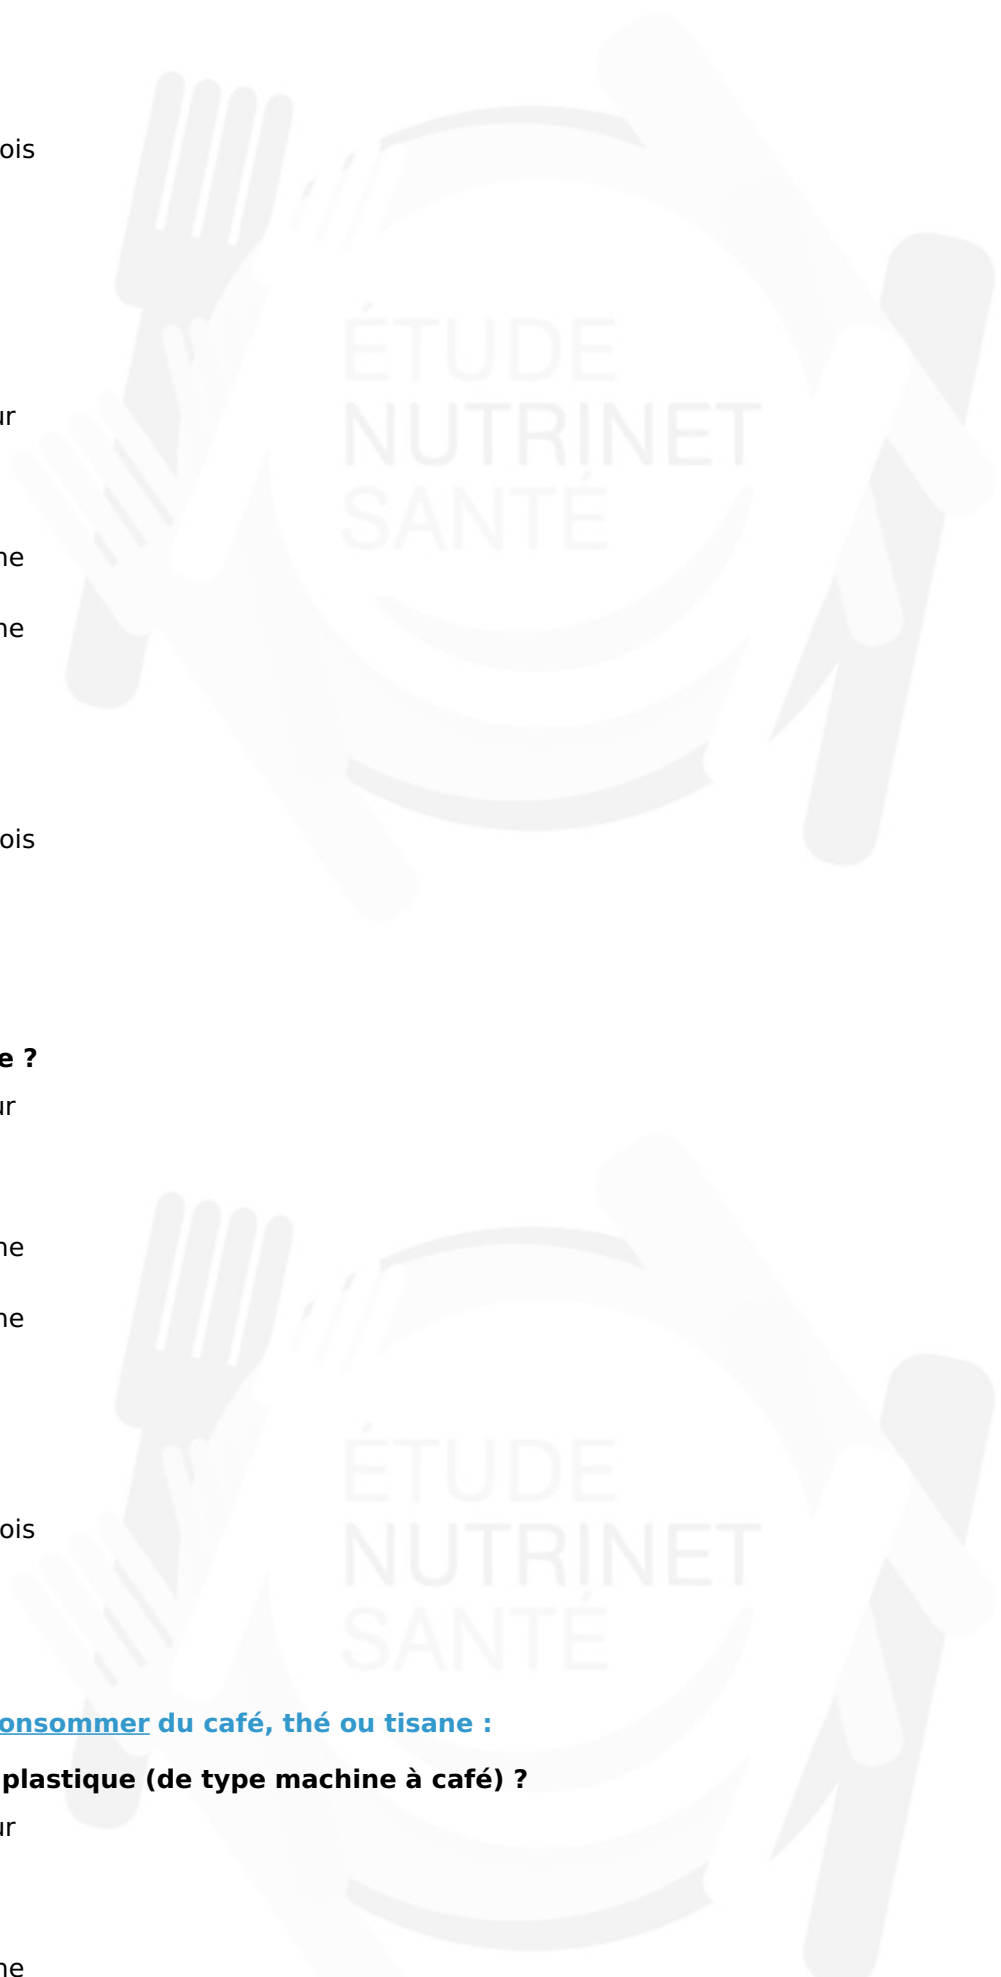 ois
ÉTUDE
NUTRINET
SANTÉ
ur
ne
ne
ois
e ?
ur
ne
ne
ÉTUDE
NUTRINET
SANTÉ
ois
onsommer du café, thé ou tisane :
plastique (de type machine à café) ?
ur
ne